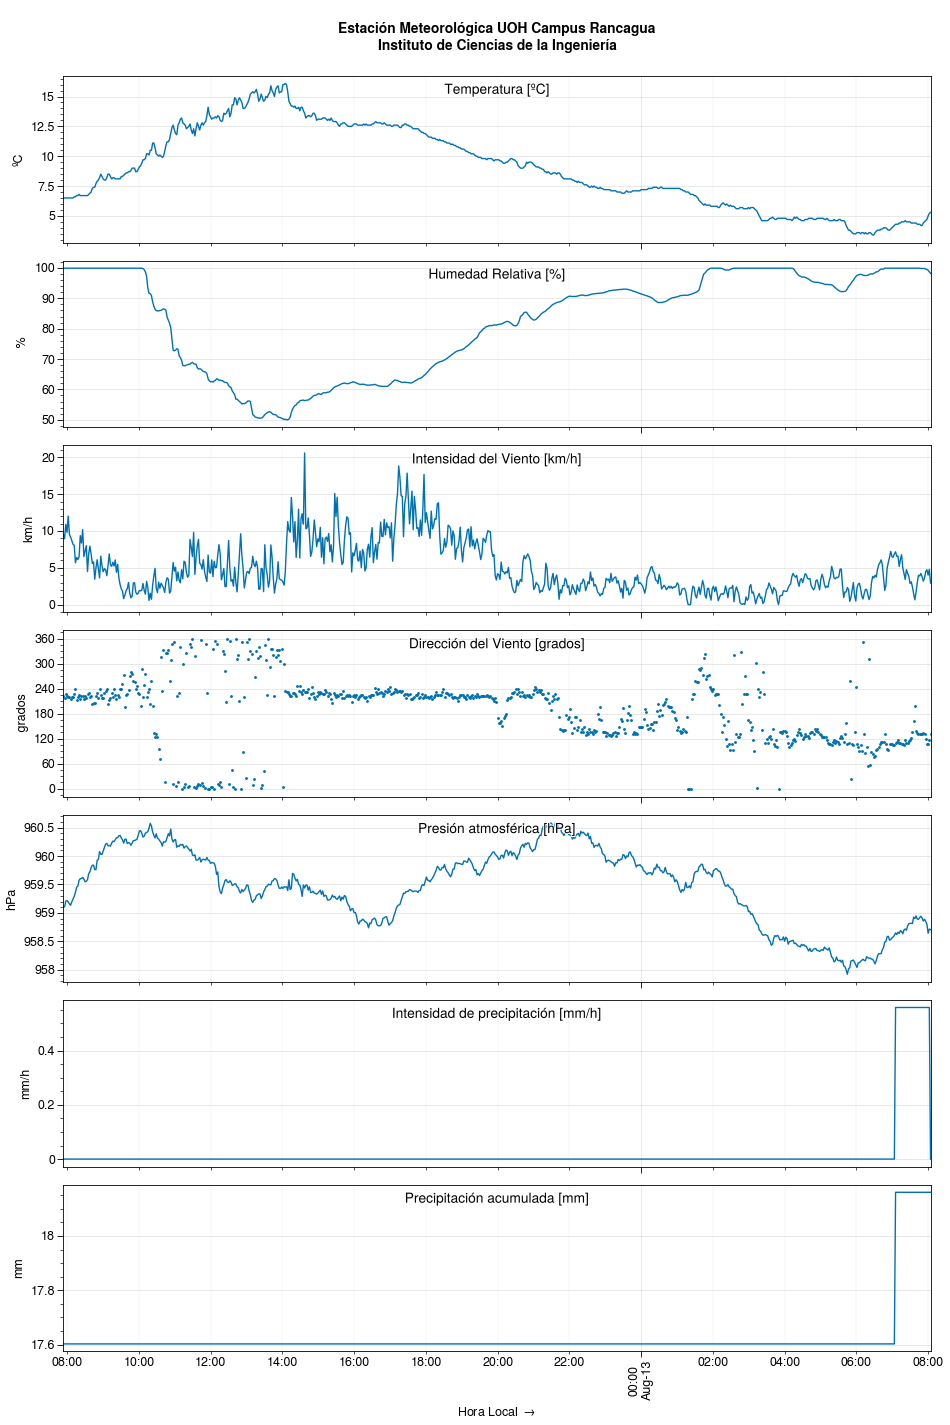 Estación Meteorológica UOH Campus Rancagua
Instituto de Ciencias de la Ingeniería
Temperatura [ºC]
ºC
15
12.5
10
7.5
5
Humedad Relativa [%]
%
100
90
80
70
60
50
Intensidad del Viento [km/h]
km/h
20
15
10
5
0
Dirección del Viento [grados]
grados
360
300
240
180
120
60
0
Presión atmosférica [hPa]
hPa
960.5
960
959.5
959
958.5
958
Intensidad de precipitación [mm/h]
mm/h
0.4
0.2
0
Precipitación acumulada [mm]
mm
18
17.8
17.6
08:00 10:00 12:00 14:00 16:00 18:00 20:00 22:00 00:00 02:00 04:00 06:00 08:00
Aug-13
Hora Local →